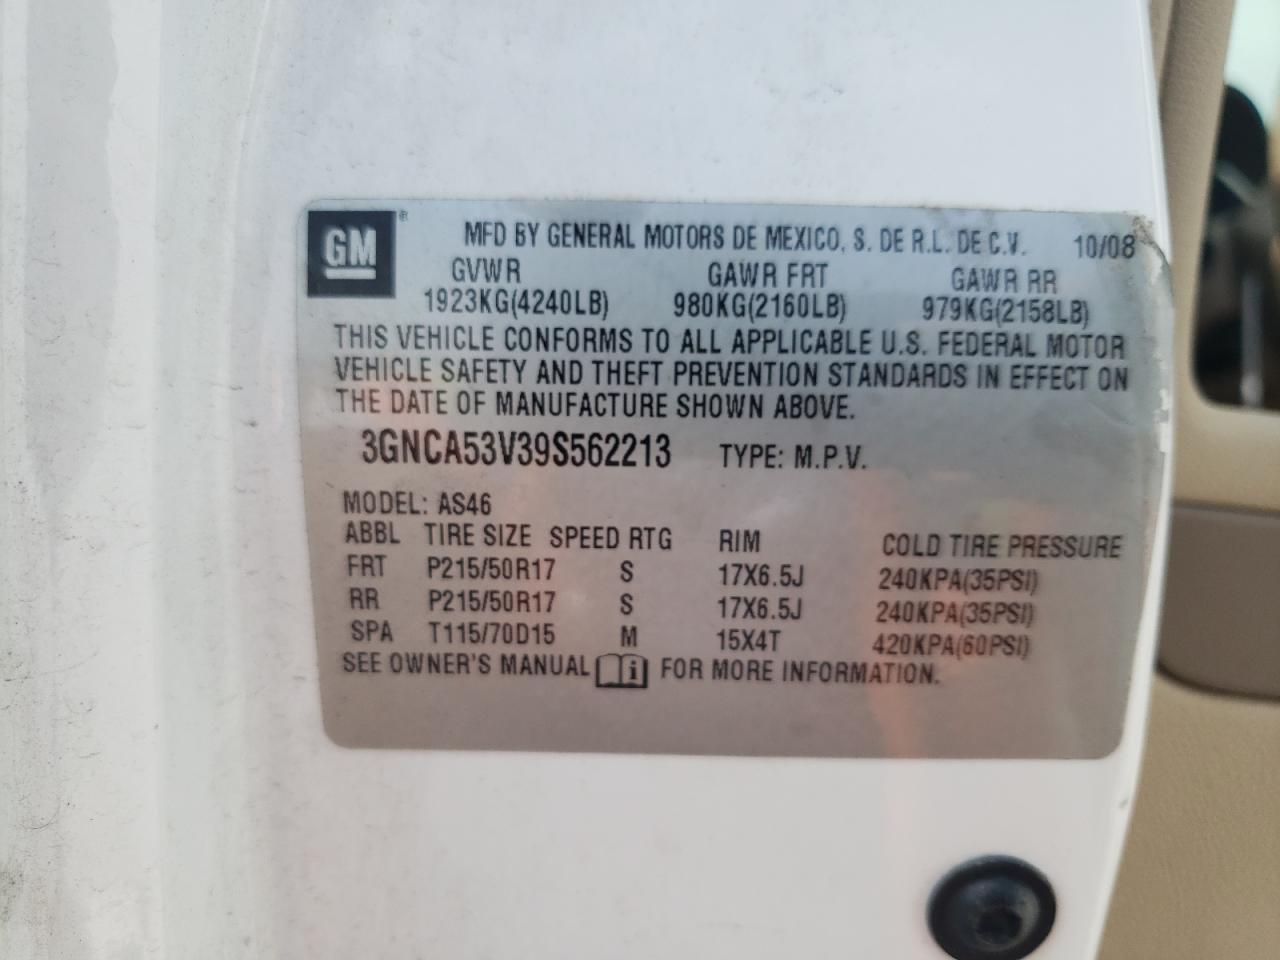 GM ®
MFD BY GENERAL MOTORS DE MEXICO, S. DE R.L. DE C.V. 10/08
GVWR GAWR FRT GAWR RR
1923KG(4240LB) 980KG(2160LB) 979KG(2158LB)
THIS VEHICLE CONFORMS TO ALL APPLICABLE U.S. FEDERAL MOTOR
VEHICLE SAFETY AND THEFT PREVENTION STANDARDS IN EFFECT ON
THE DATE OF MANUFACTURE SHOWN ABOVE.
3GNCA53V39S562213 TYPE: M.P.V.
MODEL: AS46
ABBL TIRE SIZE SPEED RTG RIM COLD TIRE PRESSURE
FRT P215/50R17 S 17X6.5J 240KPA(35PSI)
RR P215/50R17 S 17X6.5J 240KPA(35PSI)
SPA T115/70D15 M 15X4T 420KPA(60PSI)
SEE OWNER'S MANUAL i FOR MORE INFORMATION.